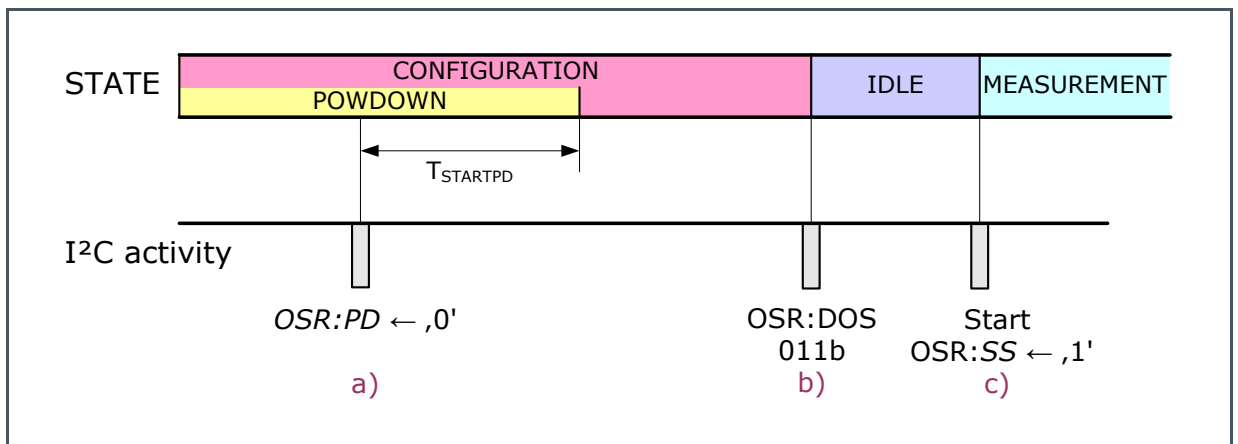 STATE
CONFIGURATION
POWDOWN
IDLE
MEASUREMENT
TSTARTPD
I²C activity
OSR:PD ← ,0'
a)
OSR:DOS
011b
b)
Start
OSR:SS ← ,1'
c)